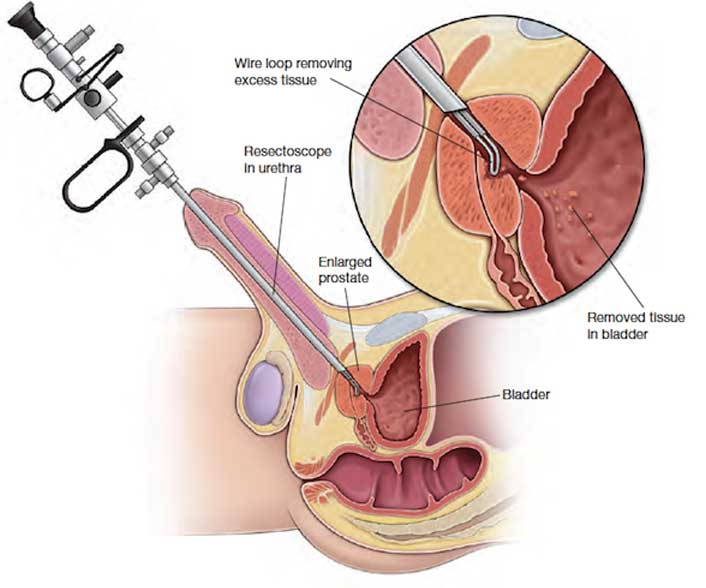 Wire loop removing
excess tissue
Resectoscope
in urethra
Enlarged
prostate
Removed tissue
in bladder
Bladder